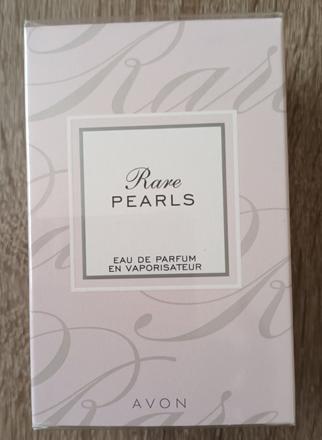 Rare
PEARLS
EAU DE PARFUM
EN VAPORISATEUR
AVON